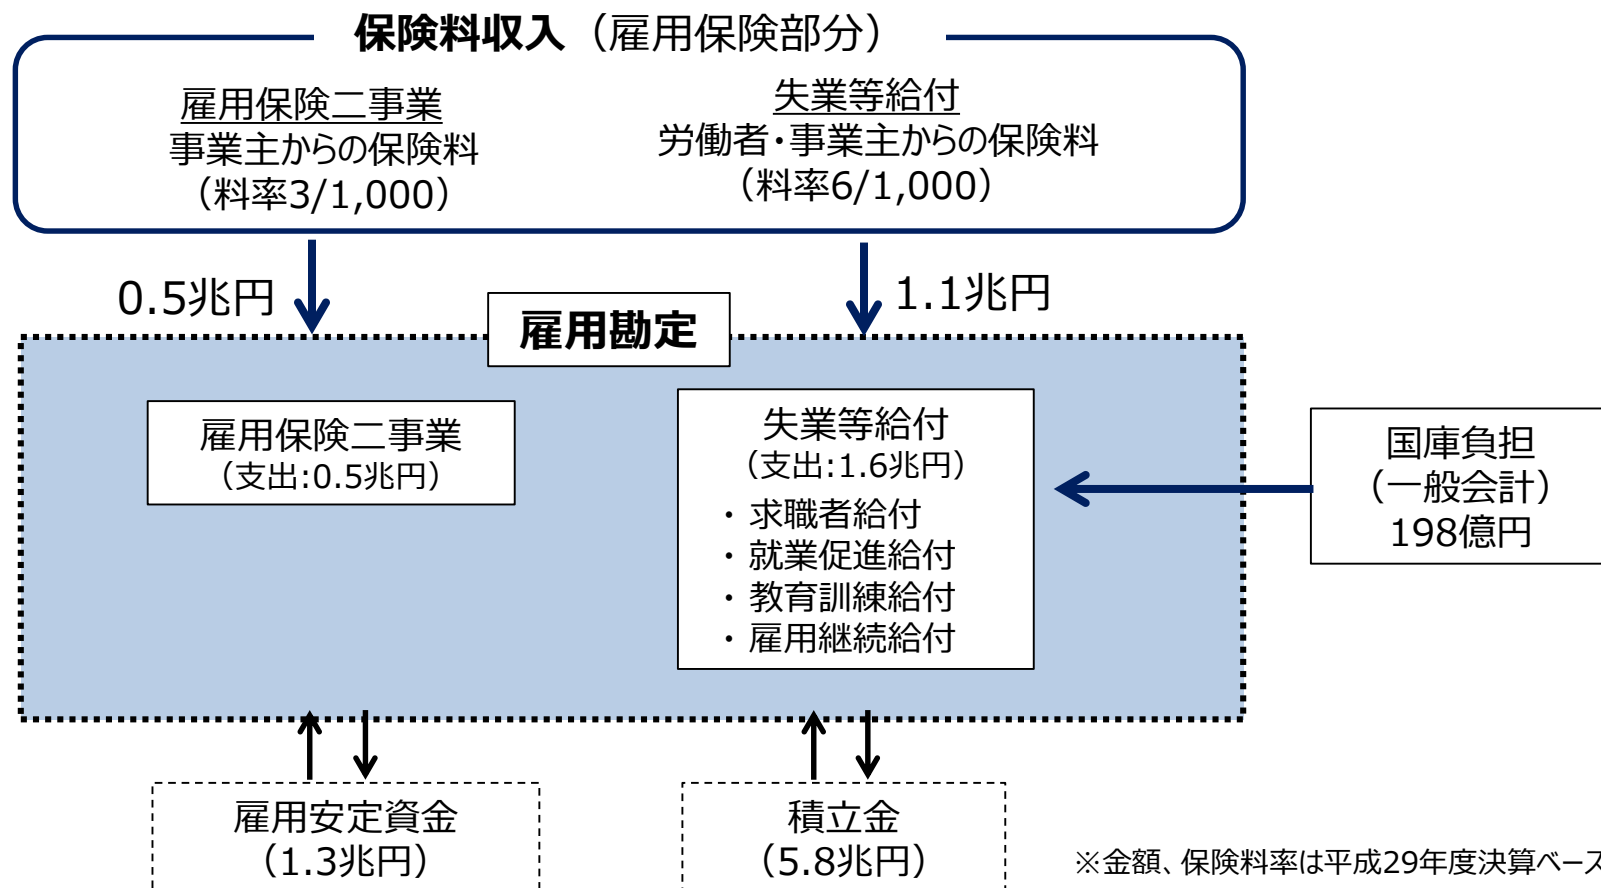 保険料収入（雇用保険部分）
雇用保険二事業
事業主からの保険料
（料率3/1,000）
失業等給付
労働者・事業主からの保険料
（料率6/1,000）
0.5兆円
1.1兆円
雇用勘定
雇用保険二事業
（支出:0.5兆円）
失業等給付
（支出:1.6兆円）
・ 求職者給付
・ 就業促進給付
・ 教育訓練給付
・ 雇用継続給付
国庫負担
（一般会計）
198億円
雇用安定資金
（1.3兆円）
積立金
（5.8兆円）
※金額、保険料率は平成29年度決算ベース